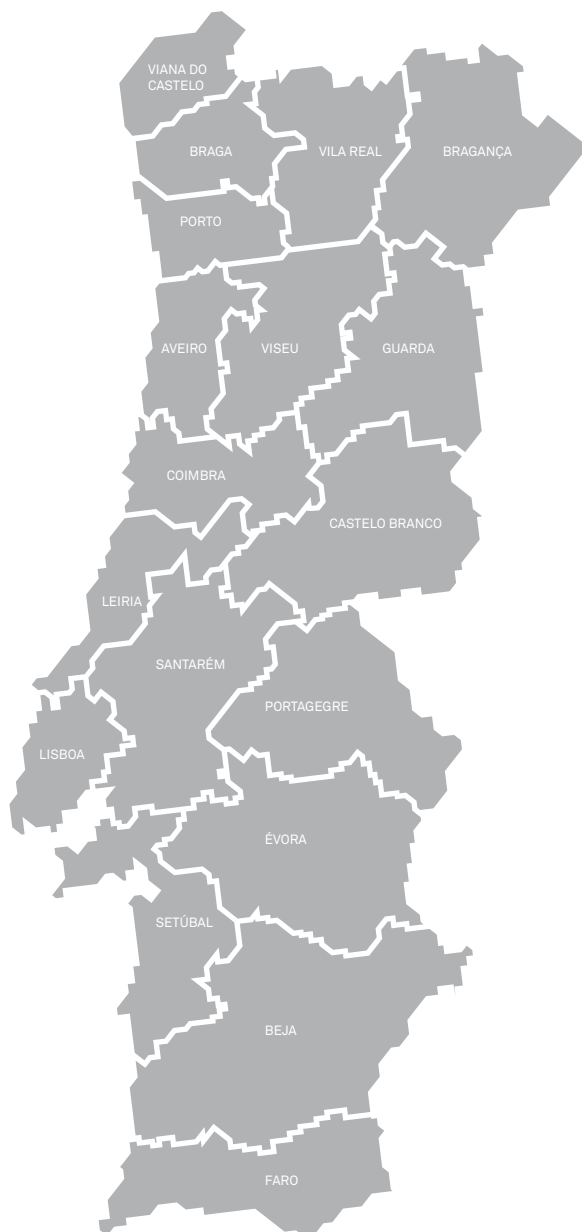 VIANA DO
CASTELO
BRAGA
VILA REAL
BRAGANÇA
PORTO
AVEIRO
VISEU
GUARDA
COIMBRA
CASTELO BRANCO
LEIRIA
SANTARÉM
PORTAGEGRE
LISBOA
ÉVORA
SETÚBAL
BEJA
FARO